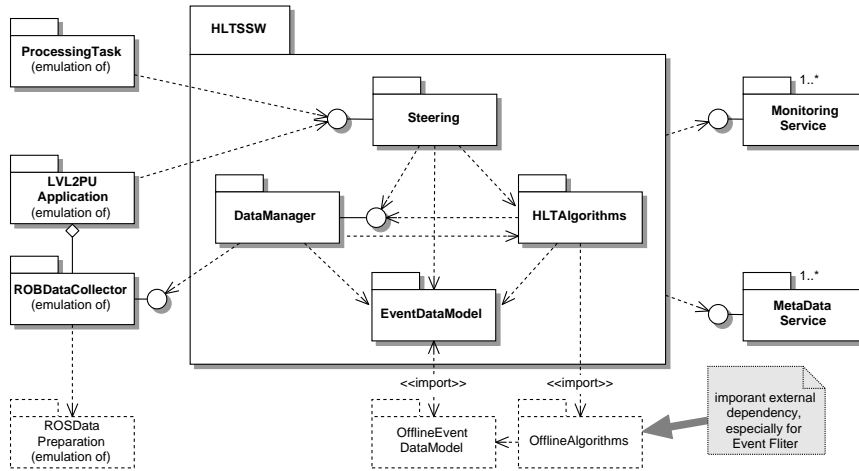 HLTSSW
ProcessingTask
(emulation of)
Steering
1..*
Monitoring
Service
LVL2PU
Application
(emulation of)
DataManager
HLTAlgorithms
ROBDataCollector
(emulation of)
EventDataModel
1..*
MetaData
Service
<<import>>
<<import>>
ROSData
Preparation
(emulation of)
OfflineEvent
DataModel
OfflineAlgorithms
imporant external
dependency,
especially for
Event Fliter